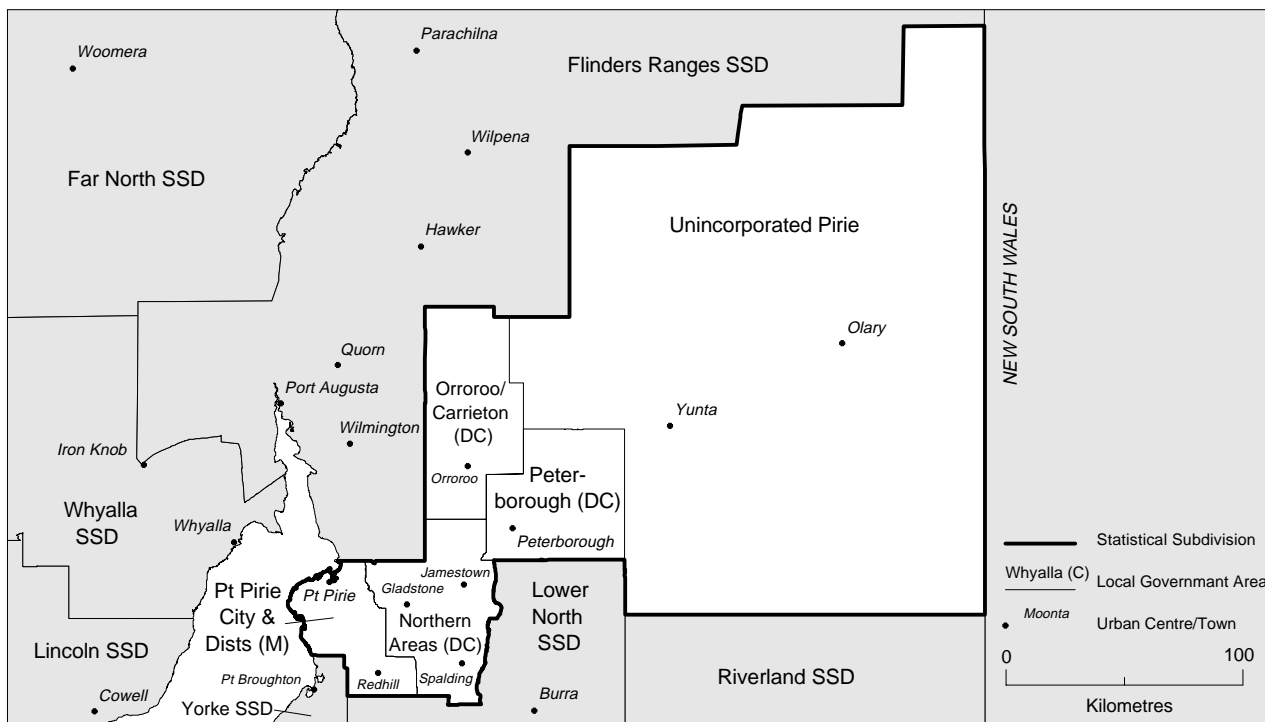 Parachilna
Woomera
Flinders Ranges SSD
Wilpena
Far North SSD
Unincorporated Pirie
Hawker
NEW SOUTH WALES
Olary
Quorn
Port Augusta
Orroroo/
Carrieton
(DC)
Yunta
Wilmington
Iron Knob
Orroroo
Peter-
borough (DC)
Whyalla
SSD
Whyalla
Peterborough
Statistical Subdivision
Jamestown
Whyalla (C)
Local Governmant Area
Gladstone
Pt Pirie
Pt Pirie
City &
Dists (M)
Lower
North
SSD
Moonta
Urban Centre/Town
Northern
Areas (DC)
Lincoln SSD
0
100
Redhill
Spalding
Pt Broughton
Riverland SSD
Cowell
Burra
Yorke SSD
Kilometres